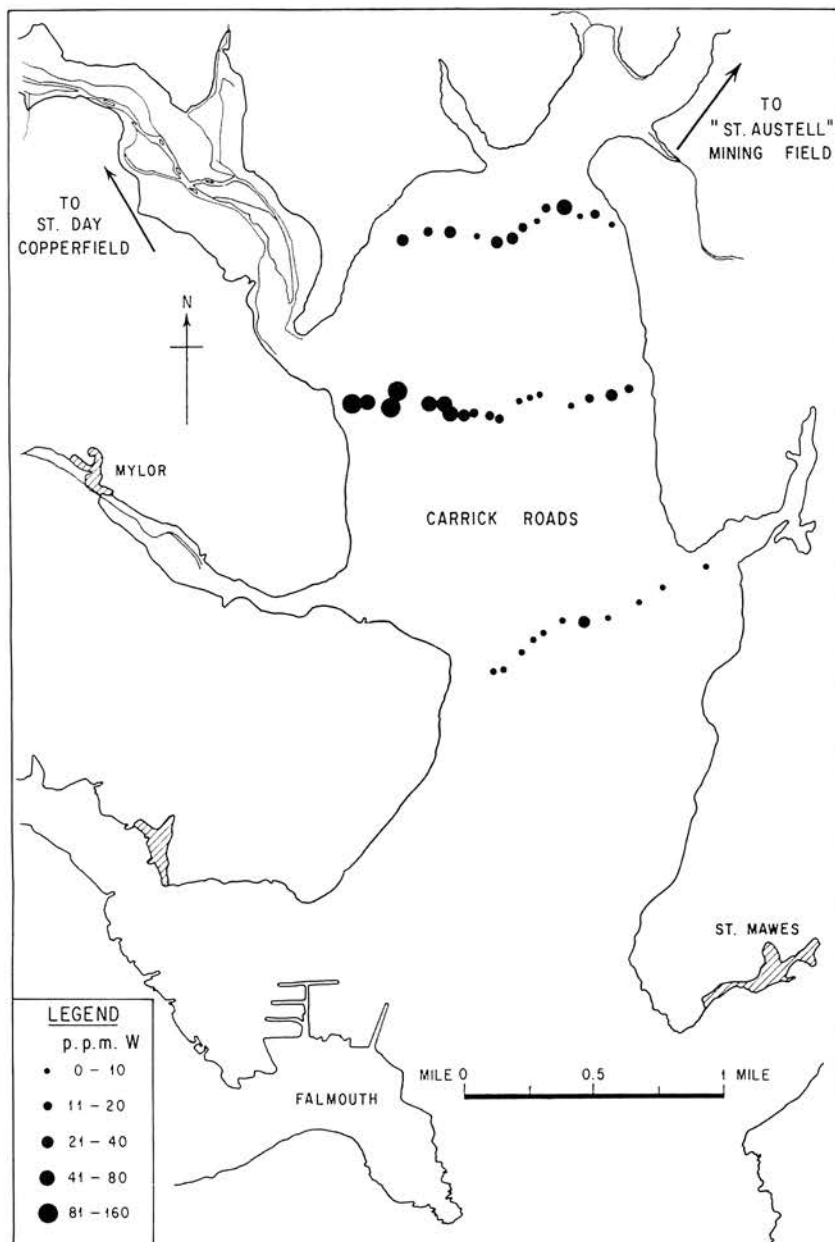 TO
"ST. AUSTELL"
MINING FIELD
TO
ST. DAY
COPPERFIELD
N
MYLOR
CARRICK ROADS
ST. MAWES
LEGEND
p.p.m. W
0 – 10
11 – 20
21 – 40
41 – 80
81 – 160
MILE 0 0.5 1 MILE
FALMOUTH